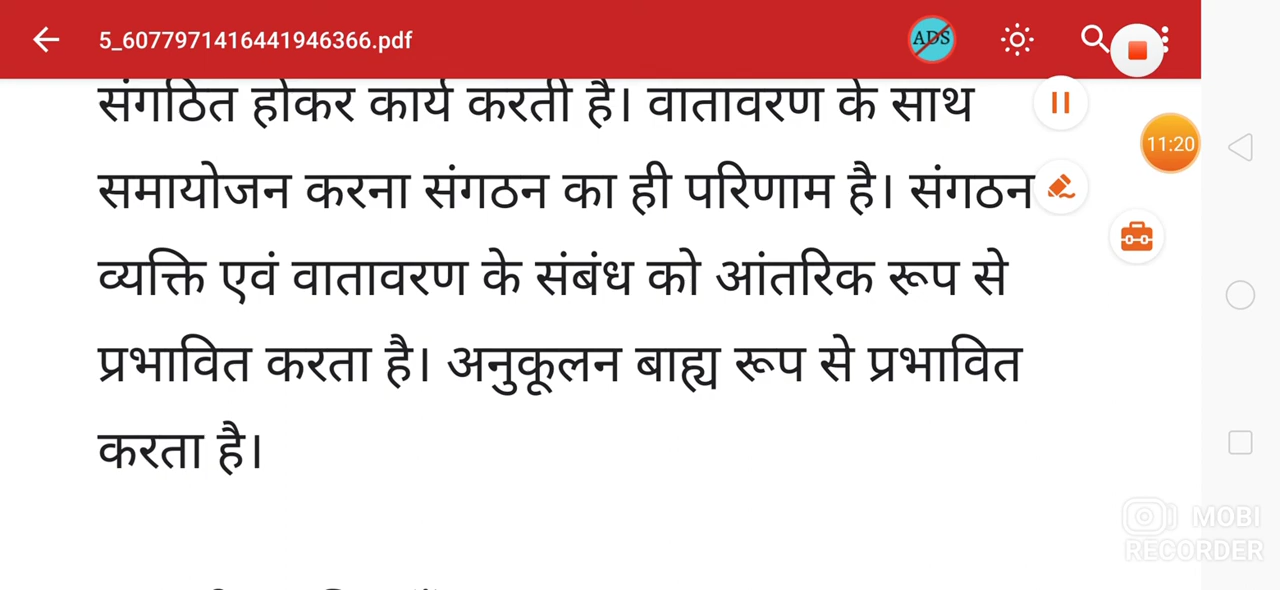 5_6077971416441946366.pdf
ADS
संगठित होकर कार्य करती है। वातावरण के साथ
11:20
समायोजन करना संगठन का ही परिणाम है। संगठन
व्यक्ति एवं वातावरण के संबंध को आंतरिक रूप से
प्रभावित करता है। अनुकूलन बाह्य रूप से प्रभावित
करता है।
MOBI
RECORDER